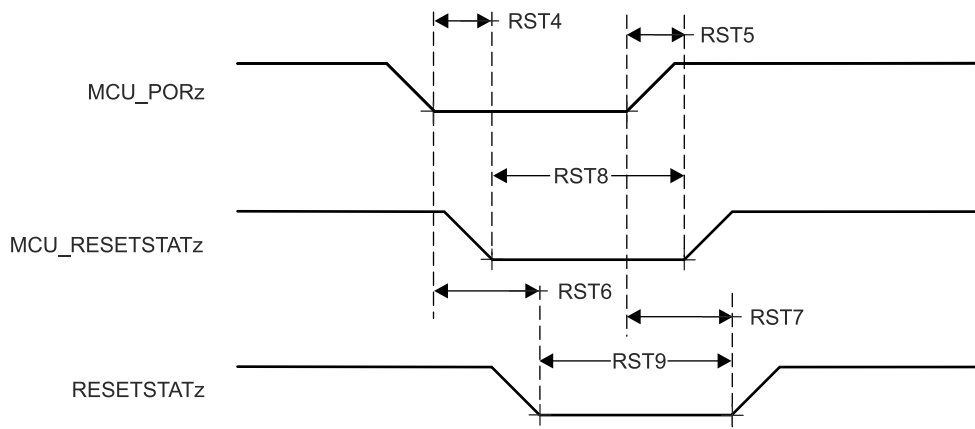 RST4
RST5
MCU_PORz
RST8
MCU_RESETSTATz
RST6
RST7
RST9
RESETSTATz